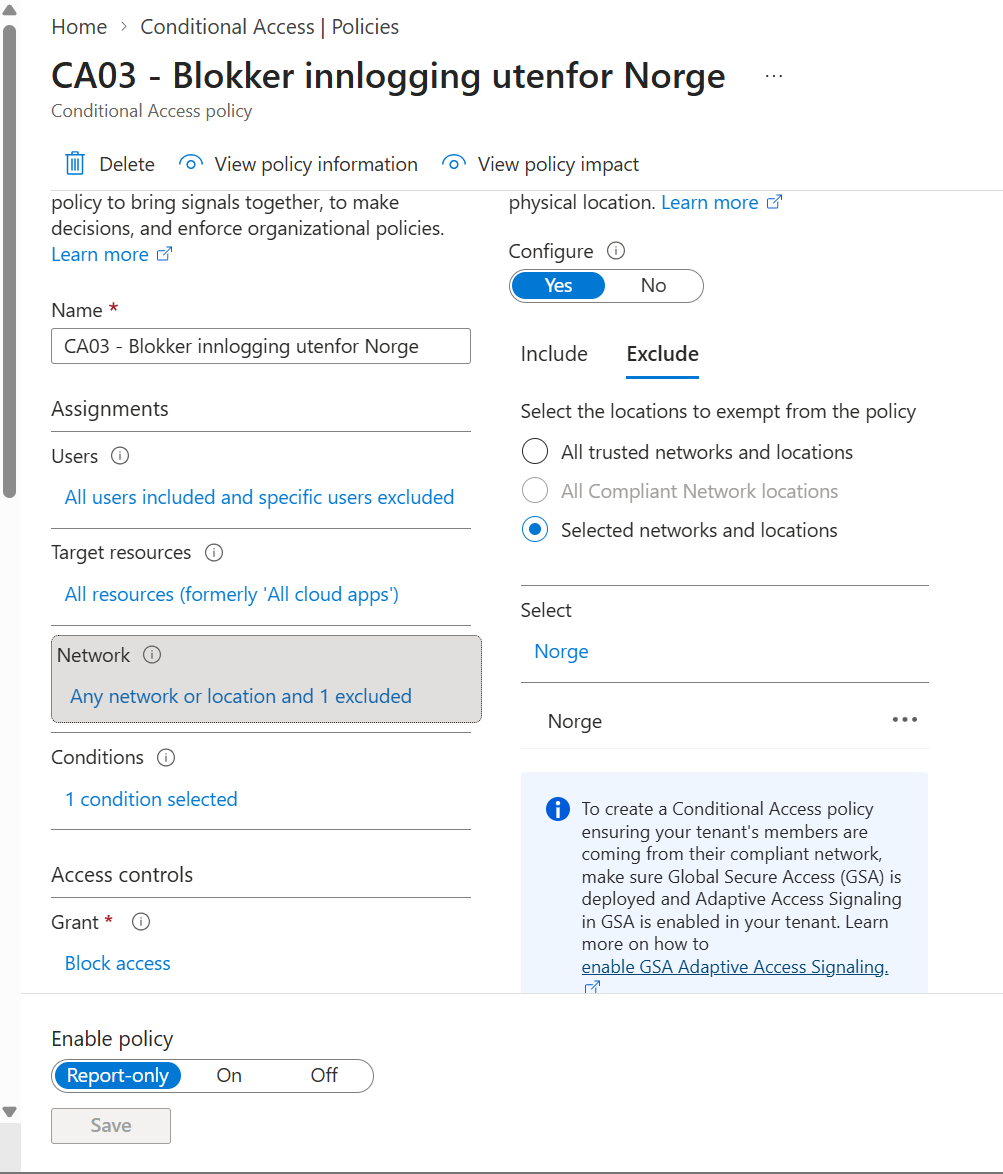 Home > Conditional Access | Policies
CA03 - Blokker innlogging utenfor Norge ...
Conditional Access policy
Delete View policy information View policy impact
policy to bring signals together, to make
decisions, and enforce organizational policies.
Learn more
Name *
CA03 - Blokker innlogging utenfor Norge
Assignments
Users
All users included and specific users excluded
Target resources
All resources (formerly 'All cloud apps')
Network
Any network or location and 1 excluded
Conditions
1 condition selected
Access controls
Grant *
Block access
physical location. Learn more
Configure
Yes No
Include Exclude
Select the locations to exempt from the policy
All trusted networks and locations
All Compliant Network locations
Selected networks and locations
Select
Norge
Norge
To create a Conditional Access policy
ensuring your tenant's members are
coming from their compliant network,
make sure Global Secure Access (GSA) is
deployed and Adaptive Access Signaling
in GSA is enabled in your tenant. Learn
more on how to
enable GSA Adaptive Access Signaling.
Enable policy
Report-only On Off
Save